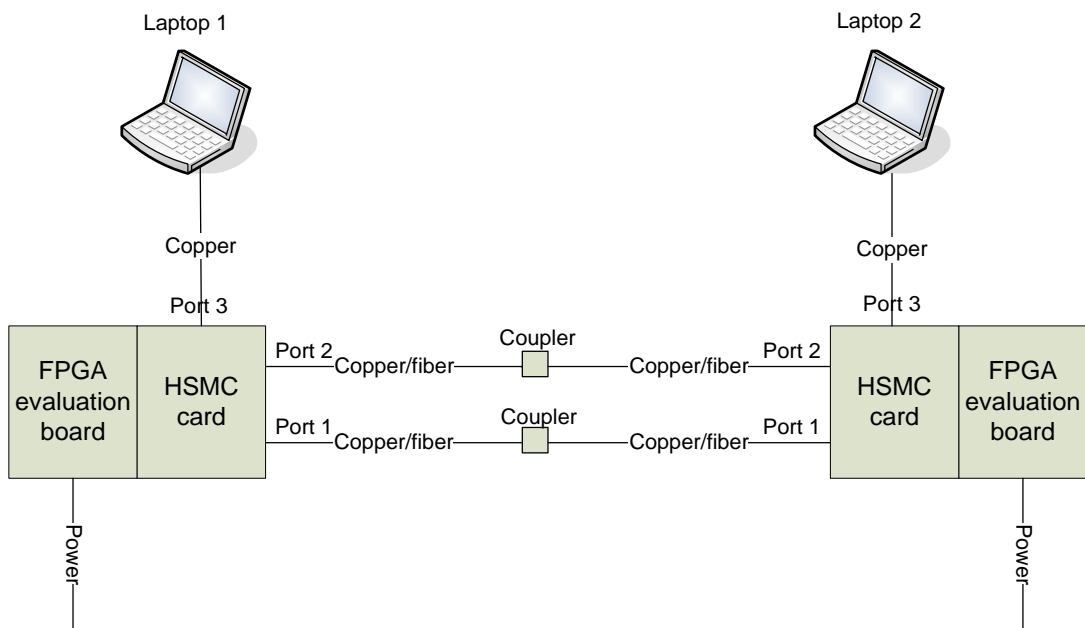 Laptop 1
Laptop 2
Copper
Copper
Port 3
Port 3
FPGA
evaluation
board
HSMC
card
Port 2
Copper/fiber
Coupler
Copper/fiber
Port 2
Port 1
Copper/fiber
Coupler
Copper/fiber
Port 1
HSMC
card
FPGA
evaluation
board
Power
Power